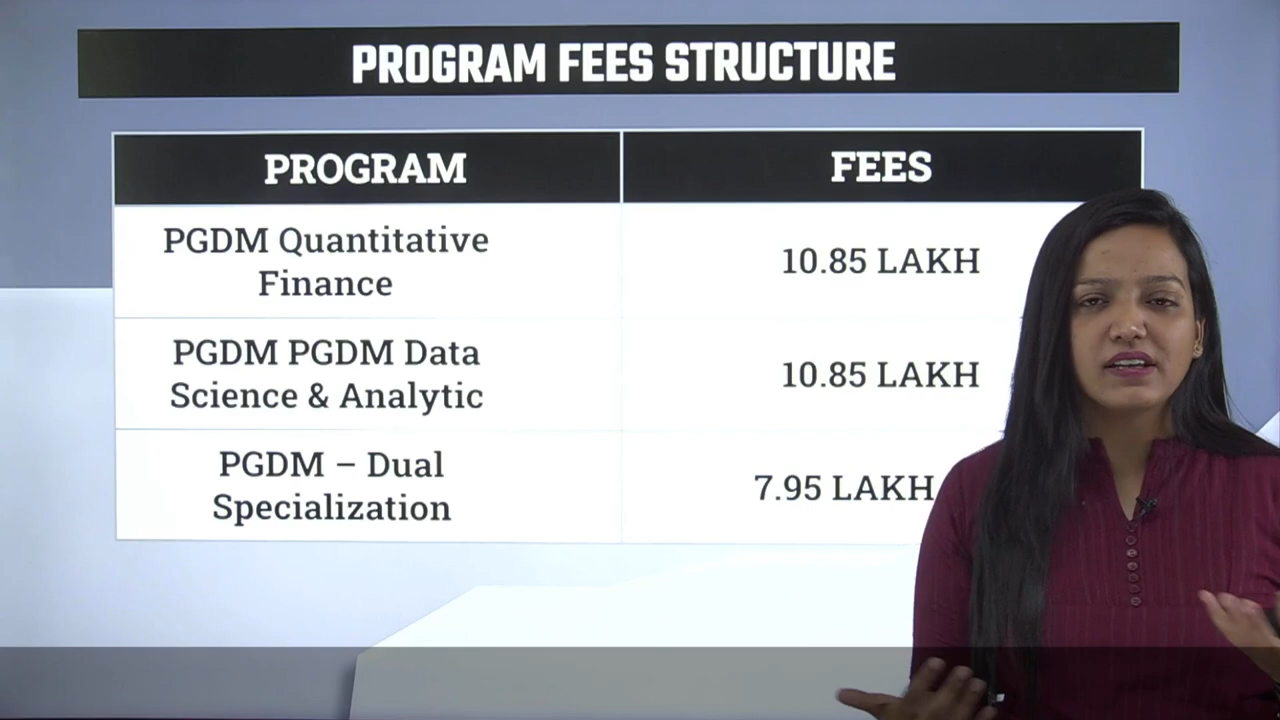 PROGRAM FEES STRUCTURE
PROGRAM
FEES
PGDM Quantitative
Finance
10.85 LAKH
PGDM PGDM Data
Science & Analytic
10.85 LAKH
PGDM – Dual
Specialization
7.95 LAKH